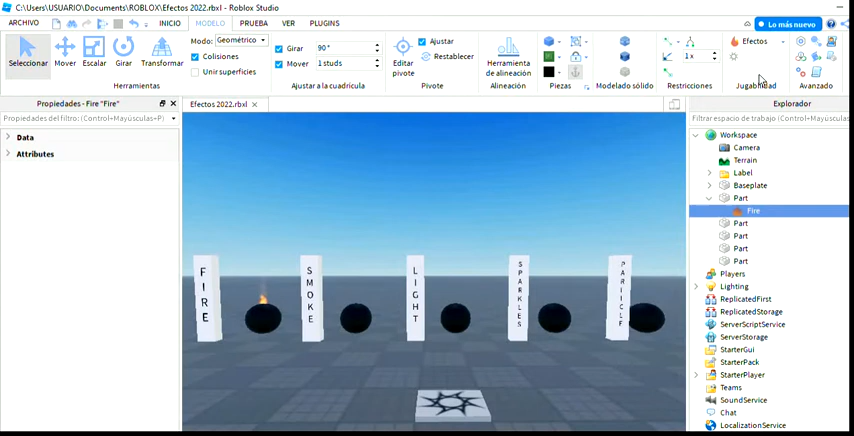 C:\Users\USUARIO\Documents\ROBLOX\Efectos 2022.rbxl - Roblox Studio
ARCHIVO
INICIO
MODELO
PRUEBA
VER
PLUGINS
Lo más nuevo
Seleccionar
Mover
Escalar
Girar
Transformar
Modo:
Geométrico
Colisiones
Unir superficies
Herramientas
Girar
90°
Mover
1 studs
Ajustar a la cuadrícula
Editar
pivote
Ajustar
Restablecer
Pivote
Herramienta
de alineación
Alineación
Piezas
Modelado sólido
1 x
Restricciones
Efectos
Jugabilidad
Avanzado
Propiedades - Fire "Fire"
Propiedades del filtro: (Control+Mayúsculas+P)
Data
Attributes
Efectos 2022.rbxl
FIRE
SMOKE
LIGHT
SPARKLES
PARTICLE
Explorador
Filtrar espacio de trabajo (Control+Mayúsculas
Workspace
Camera
Terrain
Label
Baseplate
Part
Fire
Part
Part
Part
Part
Players
Lighting
ReplicatedFirst
ReplicatedStorage
ServerScriptService
ServerStorage
StarterGui
StarterPack
StarterPlayer
Teams
SoundService
Chat
LocalizationService